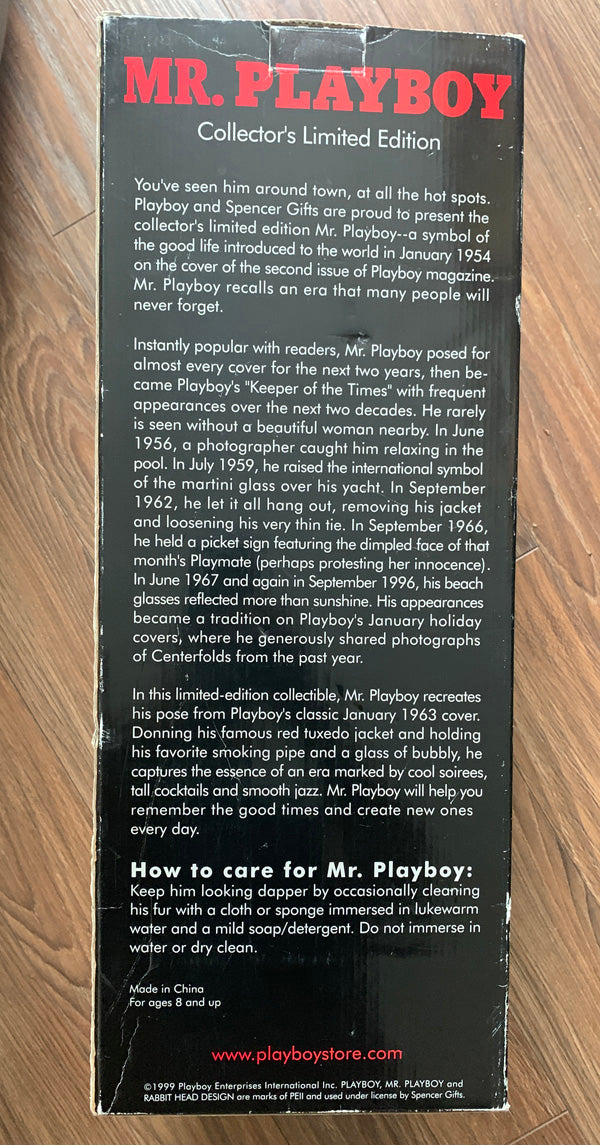 MR. PLAYBOY
Collector's Limited Edition
You've seen him around town, at all the hot spots.
Playboy and Spencer Gifts are proud to present the
collector's limited edition Mr. Playboy--a symbol of
the good life introduced to the world in January 1954
on the cover of the second issue of Playboy magazine.
Mr. Playboy recalls an era that many people will
never forget.
Instantly popular with readers, Mr. Playboy posed for
almost every cover for the next two years, then be-
came Playboy's "Keeper of the Times" with frequent
appearances over the next two decades. He rarely
is seen without a beautiful woman nearby. In June
1956, a photographer caught him relaxing in the
pool. In July 1959, he raised the international symbol
of the martini glass over his yacht. In September
1962, he let it all hang out, removing his jacket
and loosening his very thin tie. In September 1966,
he held a picket sign featuring the dimpled face of that
month's Playmate (perhaps protesting her innocence).
In June 1967 and again in September 1996, his beach
glasses reflected more than sunshine. His appearances
became a tradition on Playboy's January holiday
covers, where he generously shared photographs
of Centerfolds from the past year.
In this limited-edition collectible, Mr. Playboy recreates
his pose from Playboy's classic January 1963 cover.
Donning his famous red tuxedo jacket and holding
his favorite smoking pipe and a glass of bubbly, he
captures the essence of an era marked by cool soirees,
tall cocktails and smooth jazz. Mr. Playboy will help you
remember the good times and create new ones
every day.
How to care for Mr. Playboy:
Keep him looking dapper by occasionally cleaning
his fur with a cloth or sponge immersed in lukewarm
water and a mild soap/detergent. Do not immerse in
water or dry clean.
Made in China
For ages 8 and up
www.playboystore.com
©1999 Playboy Enterprises International Inc. PLAYBOY, MR. PLAYBOY and
RABBIT HEAD DESIGN are marks of PEII and used under license by Spencer Gifts.